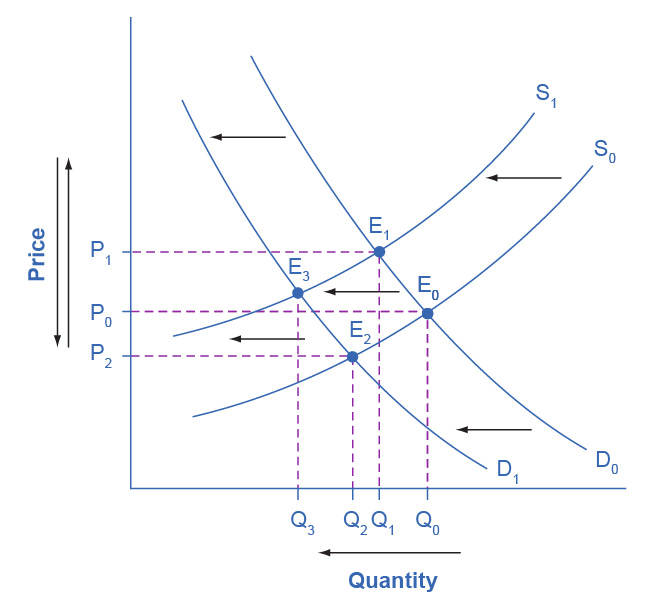 S₁
S₀
E₁
P₁
E₃
E₀
Price
P₀
E₂
P₂
D₀
D₁
Q₃ Q₂ Q₁ Q₀
Quantity